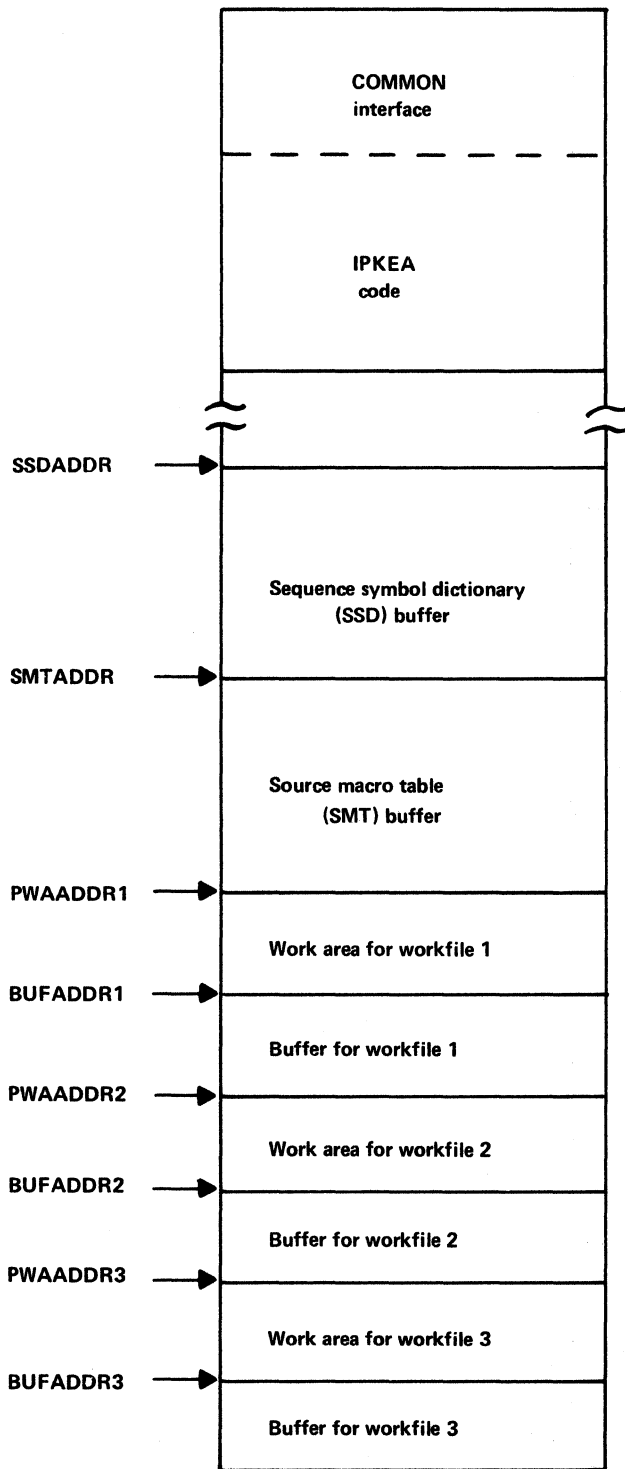 COMMON
interface
IPKEA
code
SSDADDR
Sequence symbol dictionary
(SSD) buffer
SMTADDR
Source macro table
(SMT) buffer
PWAADDR1
Work area for workfile 1
BUFADDR1
Buffer for workfile 1
PWAADDR2
Work area for workfile 2
BUFADDR2
Buffer for workfile 2
PWAADDR3
Work area for workfile 3
BUFADDR3
Buffer for workfile 3